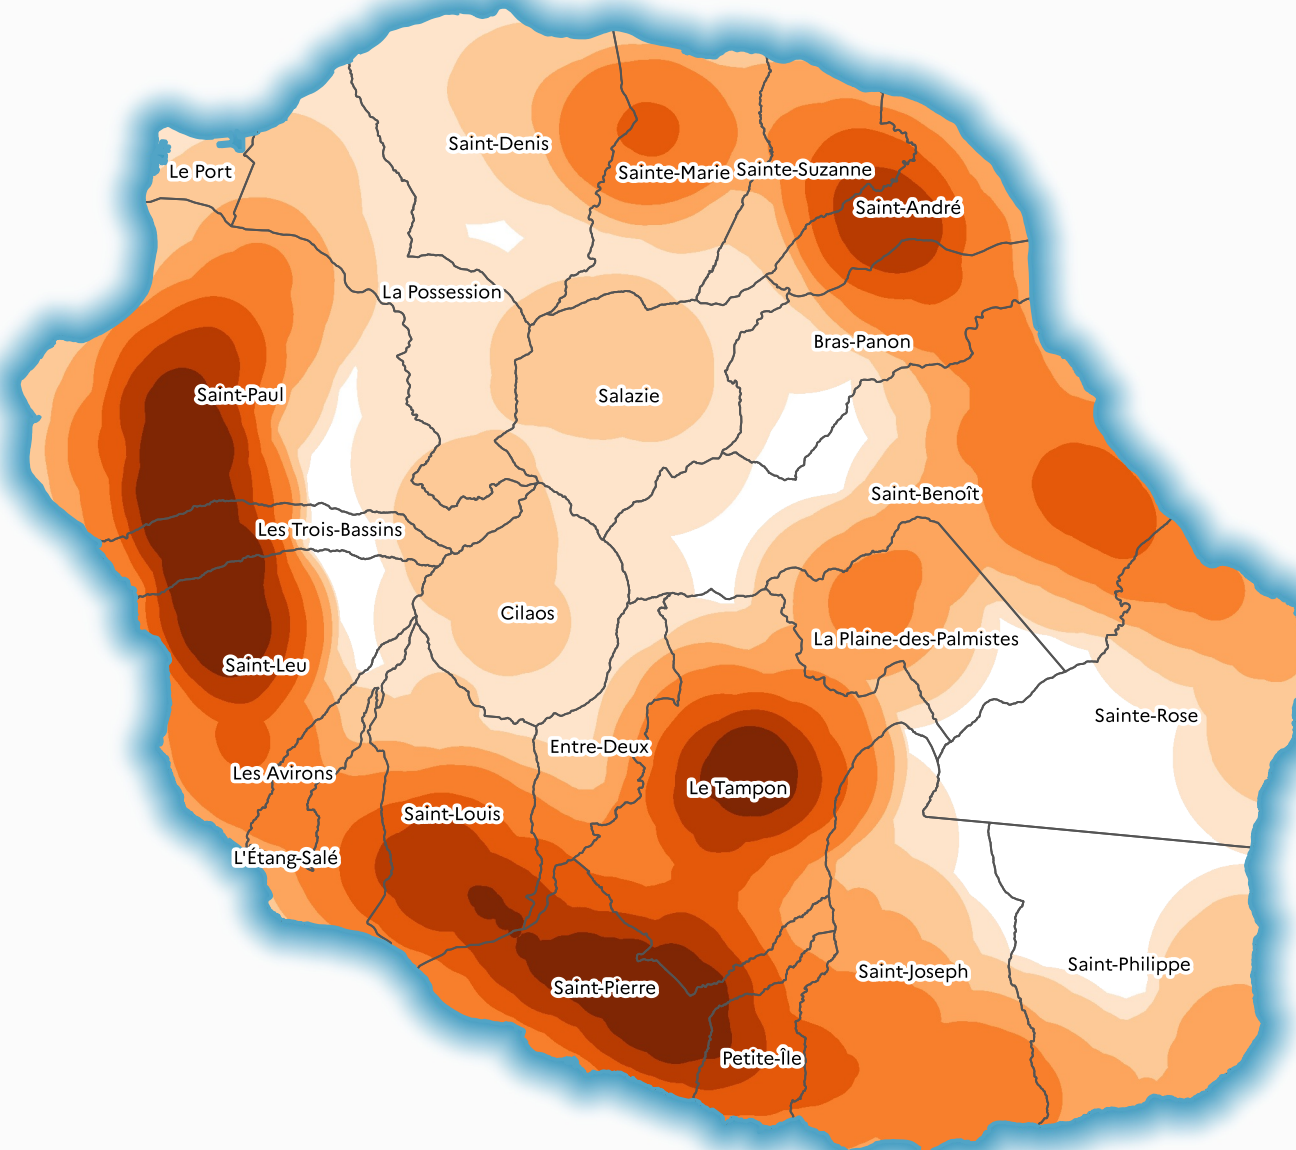 Saint-Denis
Le Port
Sainte-Marie
Sainte-Suzanne
Saint-André
La Possession
Bras-Panon
Saint-Paul
Salazie
Saint-Benoît
Les Trois-Bassins
Cilaos
La Plaine-des-Palmistes
Saint-Leu
Sainte-Rose
Entre-Deux
Les Avirons
Le Tampon
Saint-Louis
L'Étang-Salé
Saint-Philippe
Saint-Joseph
Saint-Pierre
Petite-Île